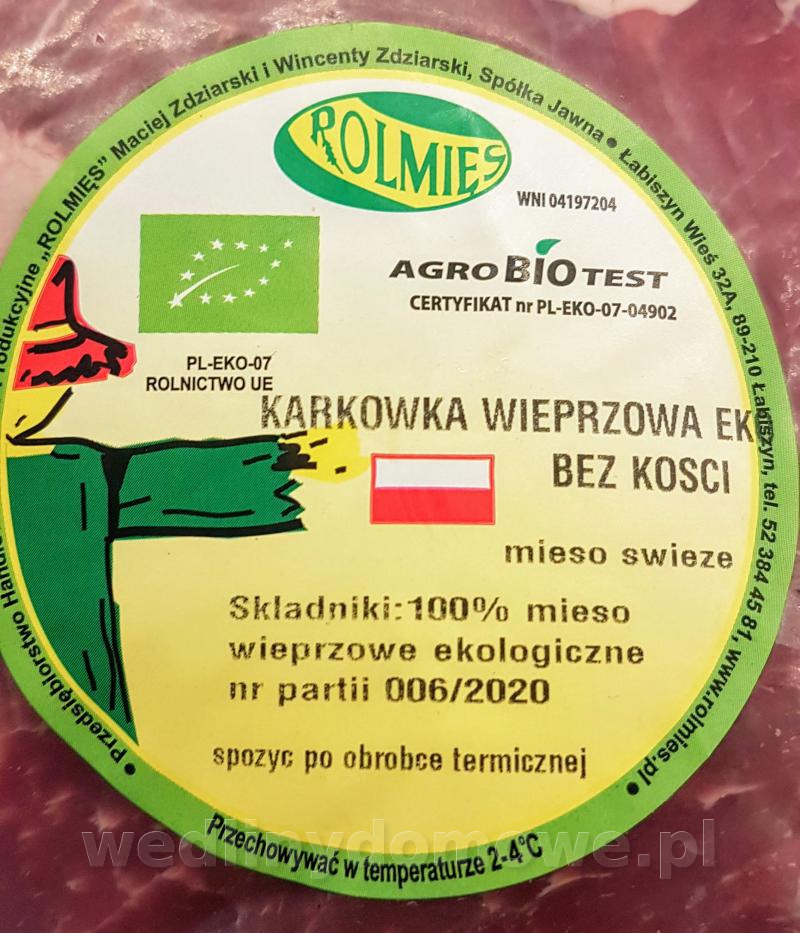 Przedsiębiorstwo
rodukcyjne „ROLMIĘS” Maciej Zdziarski i Wincenty Zdziarski, Spółka Jawna • Łabiszyn Wieś 32A, 89-210 Łabiszyn, tel. 52 384 45 81, www.rolmies.pl •
ROLMIĘS
WNI 04197204
AGRO BIO TEST
CERTYFIKAT nr PL-EKO-07-04902
PL-EKO-07
ROLNICTWO UE
KARKOWKA WIEPRZOWA EK
BEZ KOSCI
mieso swieze
Skladniki:100% mieso
wieprzowe ekologiczne
nr partii 006/2020
spozyc po obrobce termicznej
Przechowywać w temperaturze 2-4°C
wedlinydomowe.pl